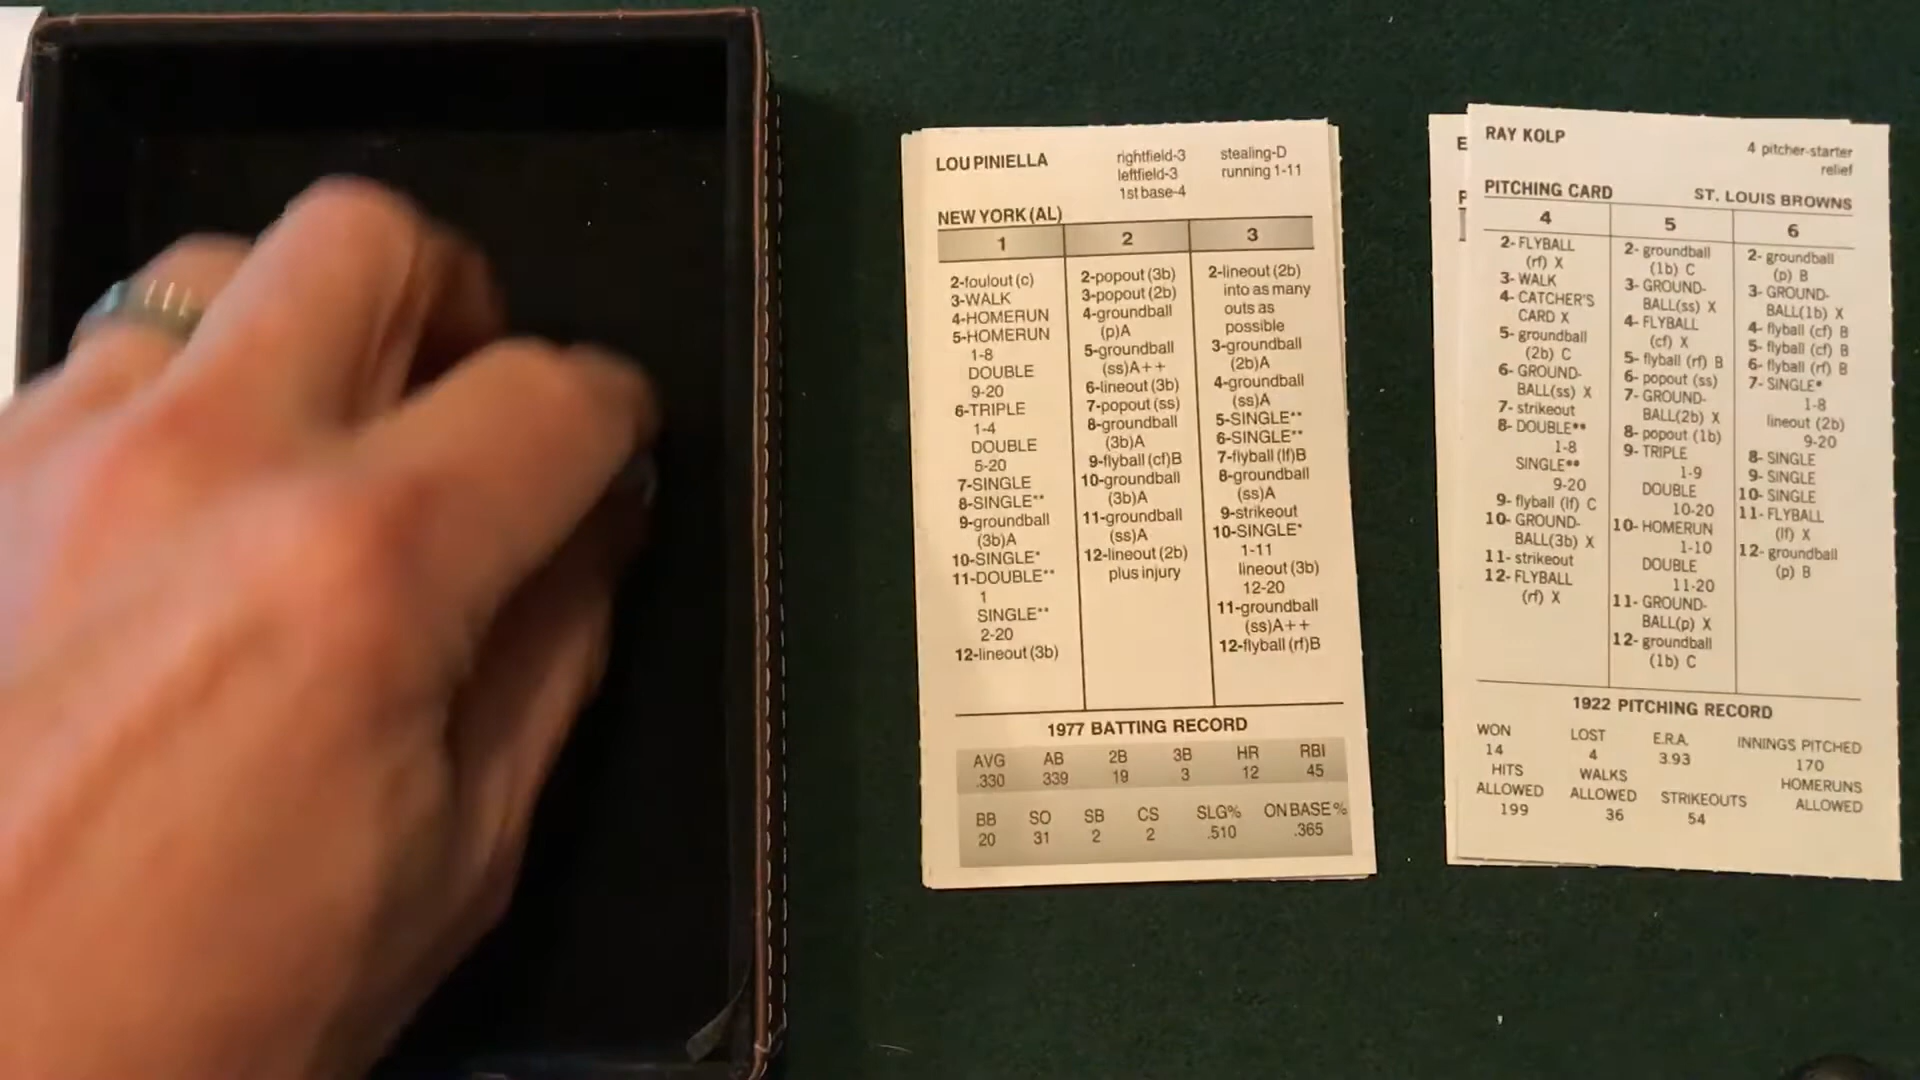 LOU PINIELLA
rightfield-3
leftfield-3
1st base-4
stealing-D
running 1-11
NEW YORK (AL)
1
2-foulout (c)
3-WALK
4-HOMERUN
5-HOMERUN
1-8
DOUBLE
9-20
6-TRIPLE
1-4
DOUBLE
5-20
7-SINGLE
8-SINGLE**
9-groundball
(3b)A
10-SINGLE*
11-DOUBLE**
1
SINGLE**
2-20
12-lineout (3b)
2
2-popout (3b)
3-popout (2b)
4-groundball
(p)A
5-groundball
(ss)A++
6-lineout (3b)
7-popout (ss)
8-groundball
(3b)A
9-flyball (cf)B
10-groundball
(3b)A
11-groundball
(ss)A
12-lineout (2b)
plus injury
3
2-lineout (2b)
into as many
outs as
possible
3-groundball
(2b)A
4-groundball
(ss)A
5-SINGLE**
6-SINGLE**
7-flyball (lf)B
8-groundball
(ss)A
9-strikeout
10-SINGLE*
1-11
lineout (3b)
12-20
11-groundball
(ss)A++
12-flyball (rf)B
1977 BATTING RECORD
AVG AB 2B 3B HR RBI
.330 339 19 3 12 45
BB SO SB CS SLG% ON BASE%
20 31 2 2 .510 .365
E
P
RAY KOLP
4 pitcher-starter
relief
PITCHING CARD
ST. LOUIS BROWNS
4
2- FLYBALL
(rf) X
3- WALK
4- CATCHER'S
CARD X
5- groundball
(2b) C
6- GROUND-
BALL(ss) X
7- strikeout
8- DOUBLE**
1-8
SINGLE**
9-20
9- flyball (lf) C
10- GROUND-
BALL(3b) X
11- strikeout
12- FLYBALL
(rf) X
5
2- groundball
(1b) C
3- GROUND-
BALL(ss) X
4- FLYBALL
(cf) X
5- flyball (rf) B
6- popout (ss)
7- GROUND-
BALL(2b) X
8- popout (1b)
9- TRIPLE
1-9
DOUBLE
10-20
10- HOMERUN
1-10
DOUBLE
11-20
11- GROUND-
BALL(p) X
12- groundball
(1b) C
6
2- groundball
(p) B
3- GROUND-
BALL(1b) X
4- flyball (cf) B
5- flyball (cf) B
6- flyball (rf) B
7- SINGLE*
1-8
lineout (2b)
9-20
8- SINGLE
9- SINGLE
10- SINGLE
11- FLYBALL
(lf) X
12- groundball
(p) B
1922 PITCHING RECORD
WON LOST E.R.A. INNINGS PITCHED
14 4 3.93 170
HITS WALKS HOMERUNS
ALLOWED ALLOWED STRIKEOUTS ALLOWED
199 36 54